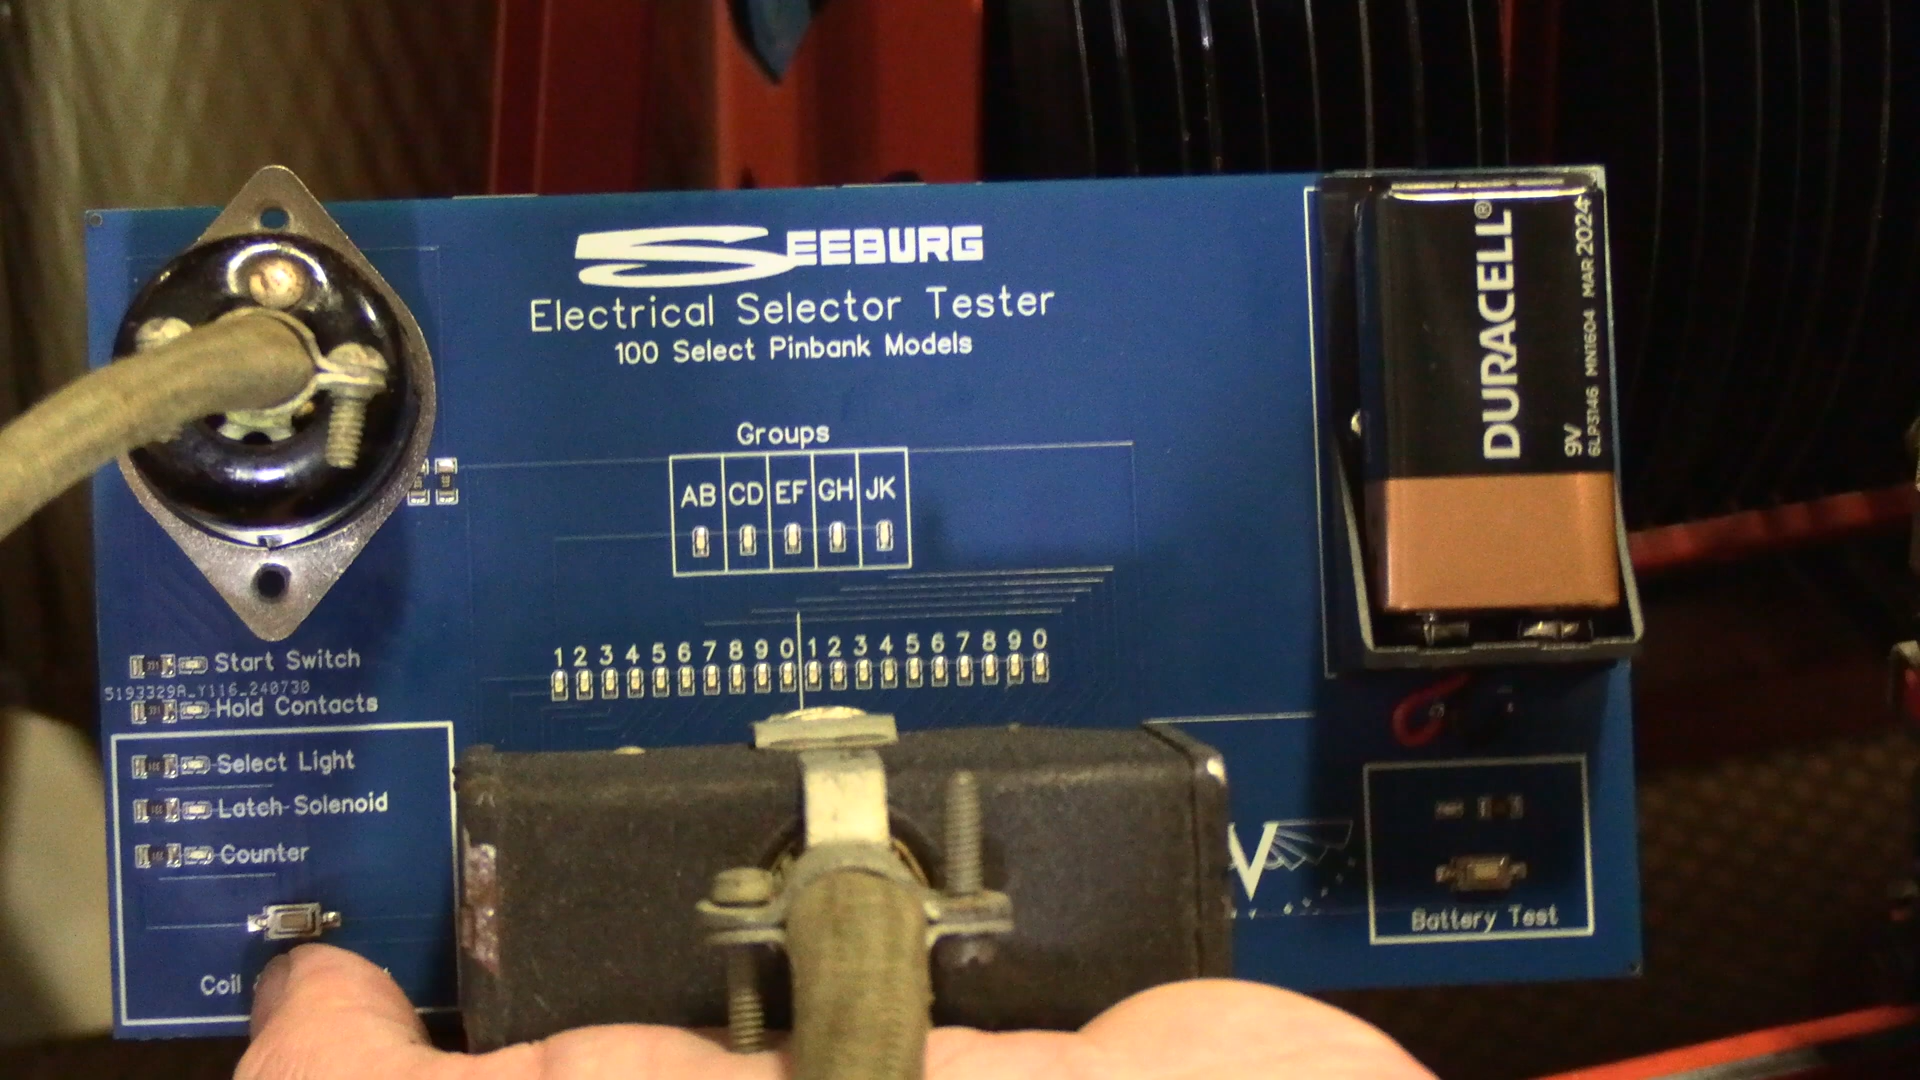 SEEBURG
Electrical Selector Tester
100 Select Pinbank Models
Groups
AB CD EF GH JK
1 2 3 4 5 6 7 8 9 0 1 2 3 4 5 6 7 8 9 0
Start Switch
5193329A_Y116_240730
Hold Contacts
Select Light
Latch Solenoid
Counter
Coil
DURACELL®
9V
6LP3146 MN1604 MAR 2024
Battery Test